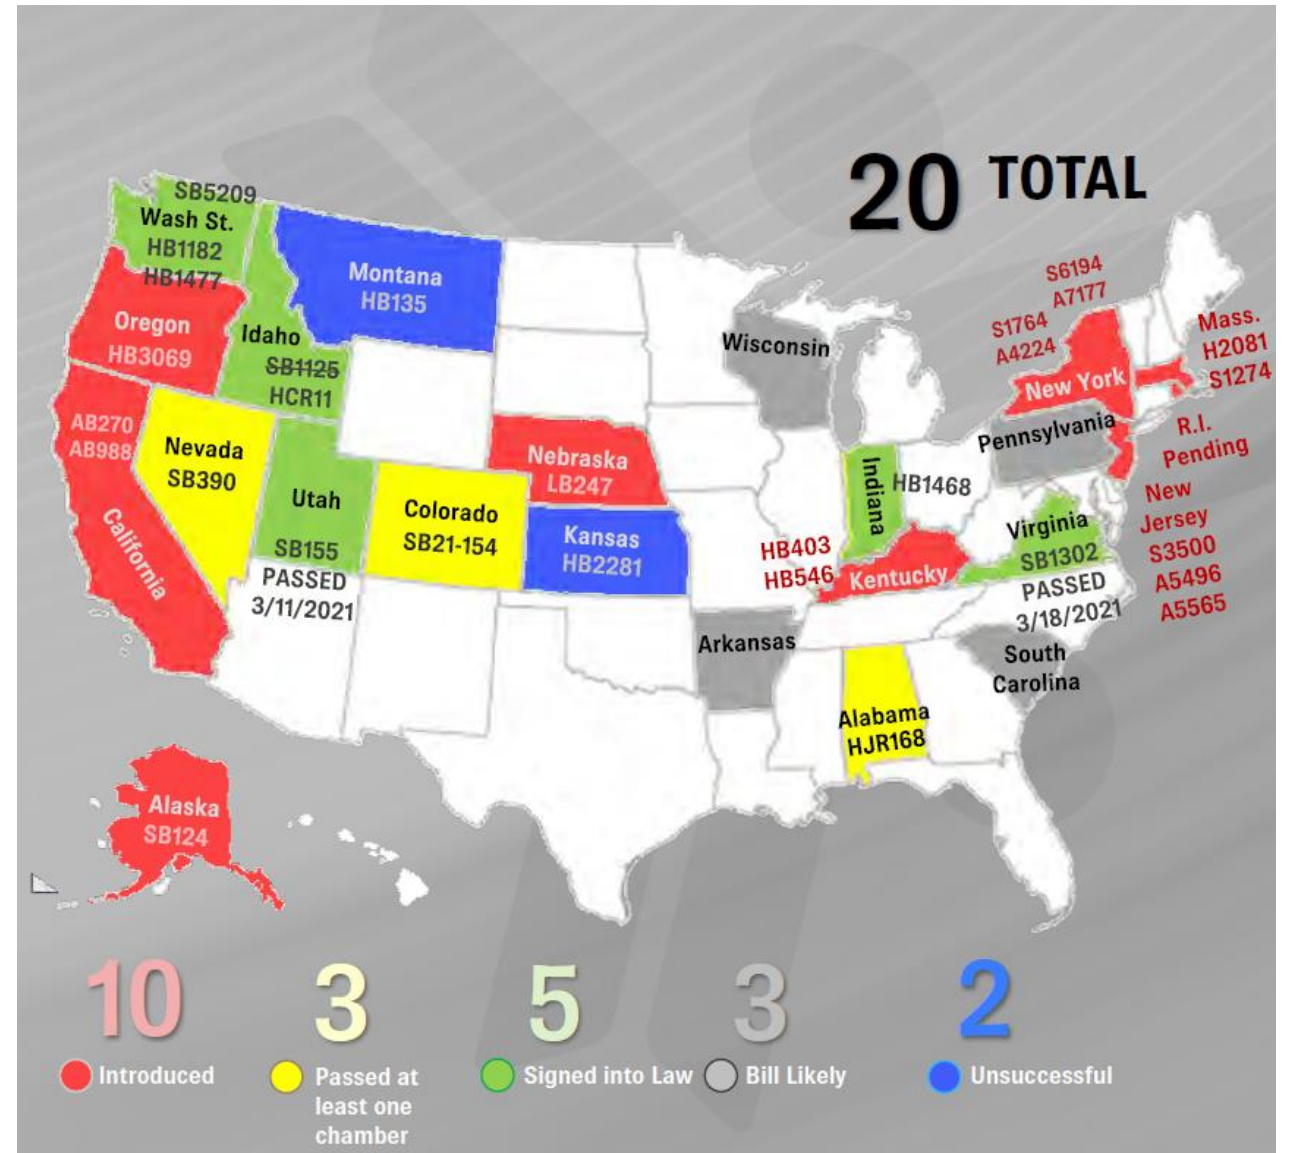 20 TOTAL
SB5209
Wash St.
HB1182
HB1477
Montana
HB135
Oregon
HB3069
Idaho
SB1125
HCR11
AB270
AB988
California
Nevada
SB390
Utah
SB155
PASSED
3/11/2021
Colorado
SB21-154
Nebraska
LB247
Kansas
HB2281
Wisconsin
Indiana
HB1468
HB403
HB546
Kentucky
Arkansas
Alabama
HJR168
S6194
A7177
S1764
A4224
New York
Mass.
H2081
S1274
Pennsylvania
R.I.
Pending
New
Jersey
S3500
A5496
A5565
Virginia
SB1302
PASSED
3/18/2021
South
Carolina
Alaska
SB124
10
Introduced
3
Passed at
least one
chamber
5
Signed into Law
3
Bill Likely
2
Unsuccessful